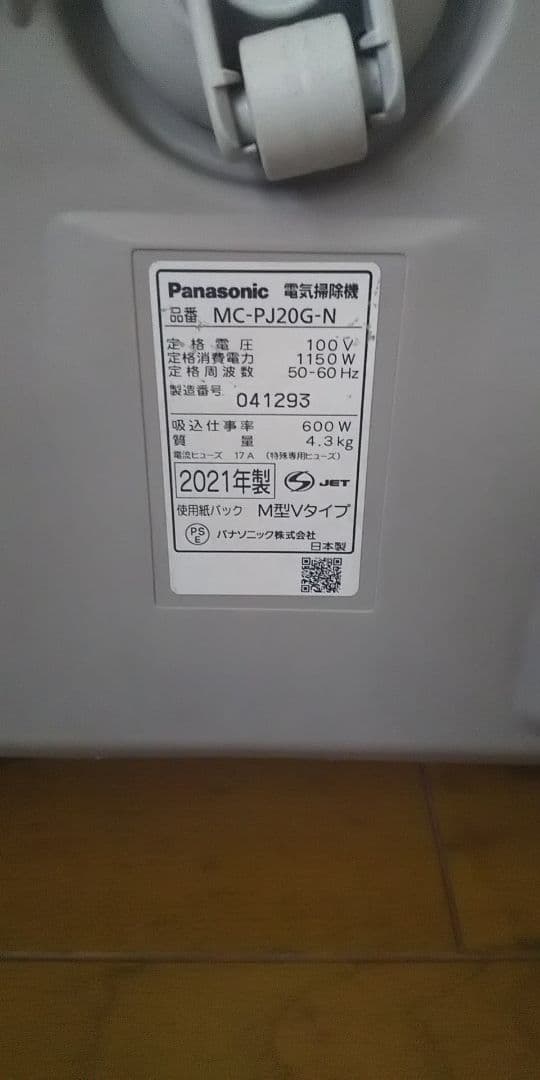 Panasonic 電気掃除機
品番 MC-PJ20G-N
定格電圧 100V
定格消費電力 1150W
定格周波数 50-60Hz
製造番号 041293
吸込仕事率 600W
質量 4.3kg
電流ヒューズ 17A (特殊専用ヒューズ)
2021年製 JET
使用紙パック M型Vタイプ
PSE パナソニック株式会社
日本製